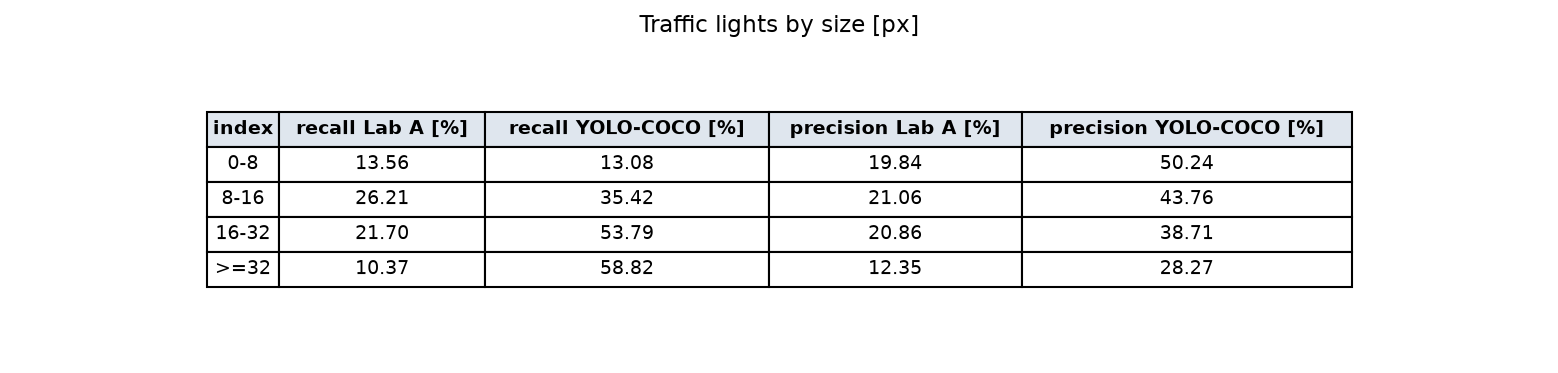 Traffic lights by size [px]
index recall Lab A [%] recall YOLO-COCO [%] precision Lab A [%] precision YOLO-COCO [%]
0-8 13.56 13.08 19.84 50.24
8-16 26.21 35.42 21.06 43.76
16-32 21.70 53.79 20.86 38.71
>=32 10.37 58.82 12.35 28.27